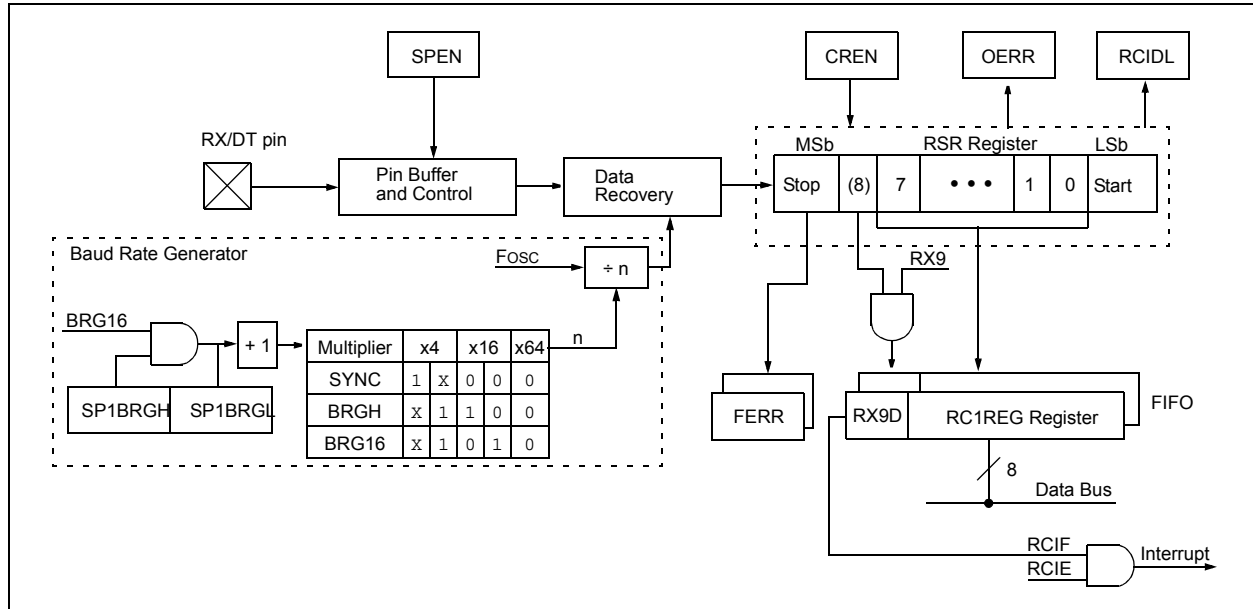 SPEN
CREN
OERR
RCIDL
RX/DT pin
Pin Buffer
and Control
Data
Recovery
MSb
RSR Register
LSb
Stop (8) 7 • • • 1 0 Start
Baud Rate Generator
FOSC
÷ n
RX9
BRG16
+ 1
n
Multiplier x4 x16 x64
SYNC 1 X 0 0 0
BRGH X 1 1 0 0
BRG16 X 1 0 1 0
SP1BRGH SP1BRGL
FERR
RX9D
RC1REG Register
FIFO
8
Data Bus
RCIF
RCIE
Interrupt